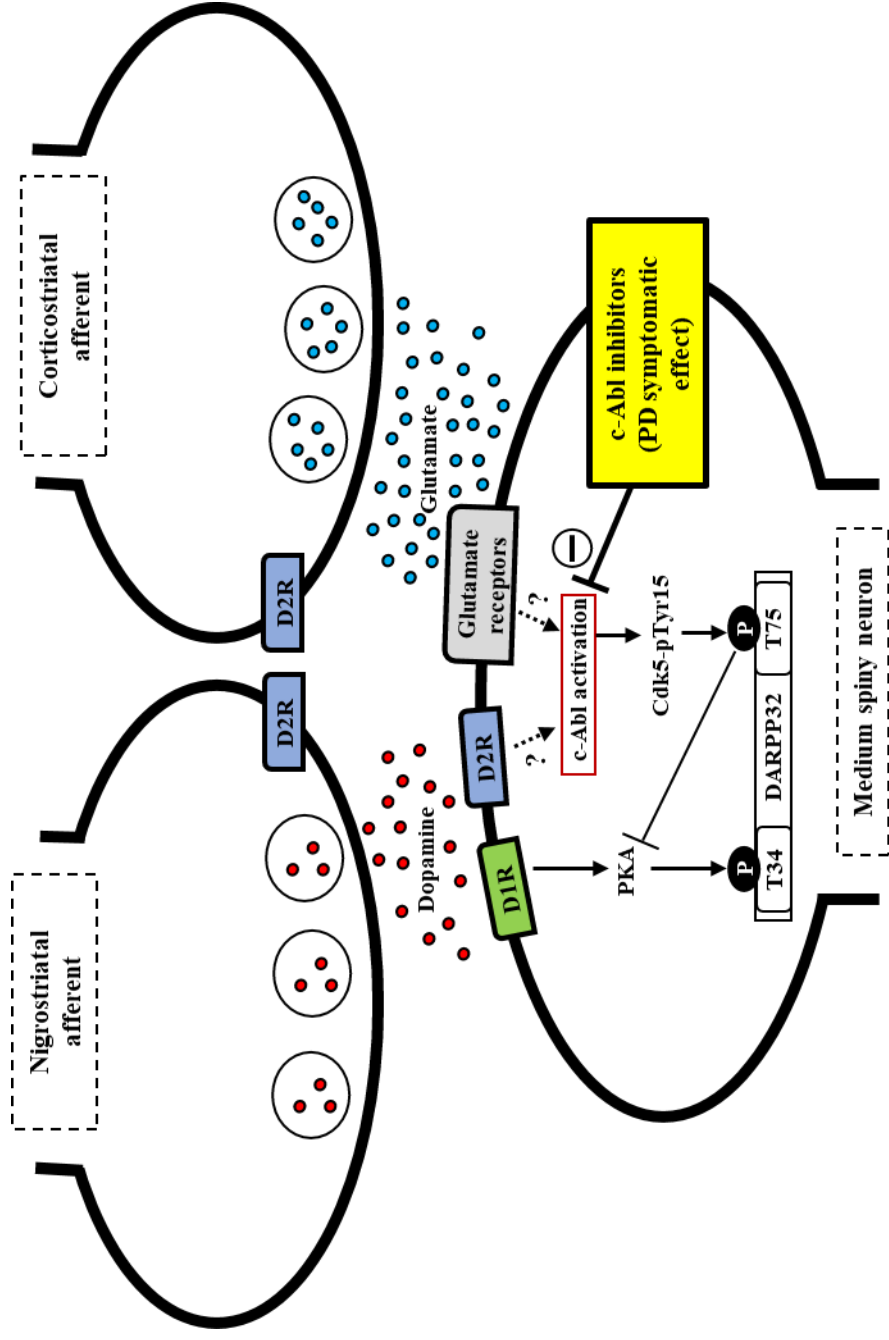 Nigrostriatal
afferent
Corticostriatal
afferent
D2R
D2R
Dopamine
Glutamate
D1R
D2R
Glutamate
receptors
?
?
c-Abl activation
c-Abl inhibitors
(PD symptomatic
effect)
PKA
Cdk5-pTyr15
P
P
T34
DARPP32
T75
Medium spiny neuron